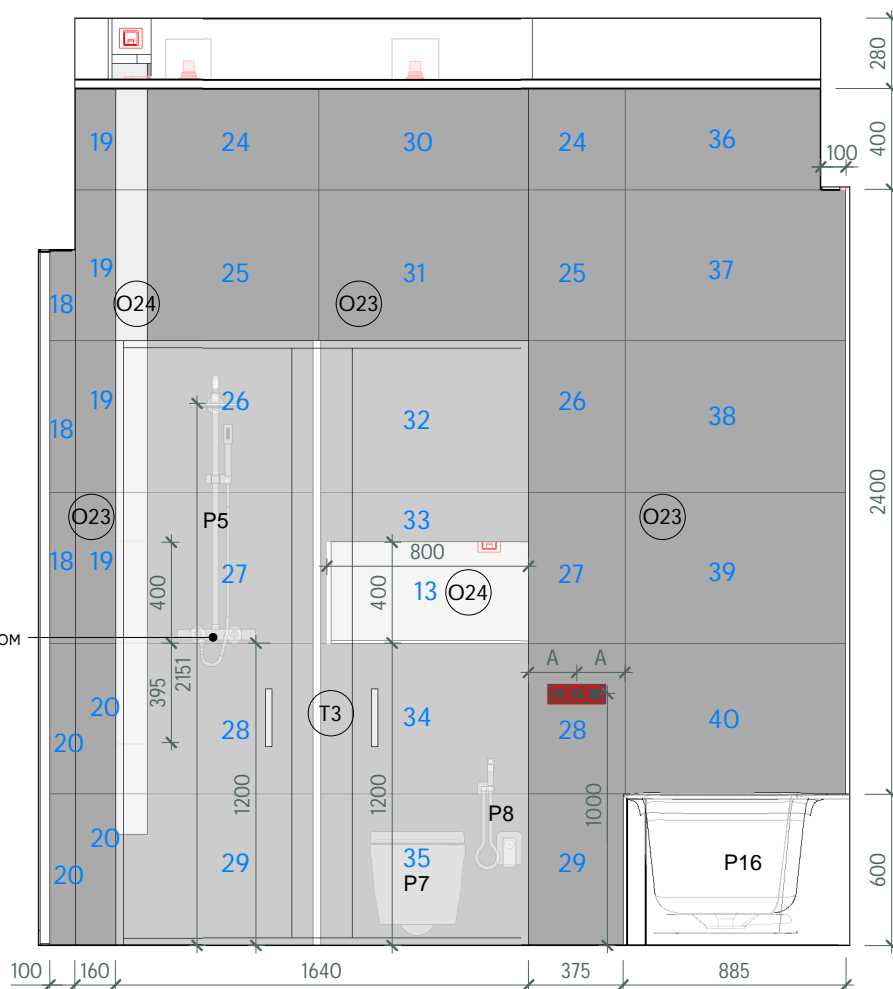 280
19 24 30 24 36
400
100
19 25 31 25 37
18 O24 O23
19 26 32 26 38
18
2400
O23 P5 33 O23
18 19 27 800 27 39
400 400 13 O24
ом
395 2151 A A
20 T3 34 40
20 28 28
1200 1200 P8 1000
20 29 35 29 P16 600
20 P7
100 160 1640 375 885